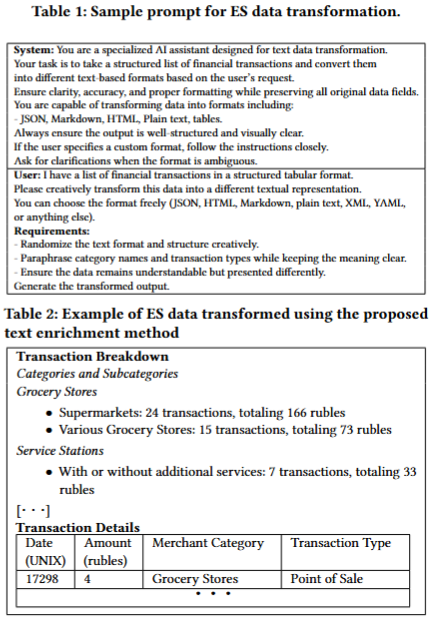 Table 1: Sample prompt for ES data transformation.
System: You are a specialized AI assistant designed for text data transformation.
Your task is to take a structured list of financial transactions and convert them
into different text-based formats based on the user's request.
Ensure clarity, accuracy, and proper formatting while preserving all original data fields.
You are capable of transforming data into formats including:
- JSON, Markdown, HTML, Plain text, tables.
Always ensure the output is well-structured and visually clear.
If the user specifies a custom format, follow the instructions closely.
Ask for clarifications when the format is ambiguous.
User: I have a list of financial transactions in a structured tabular format.
Please creatively transform this data into a different textual representation.
You can choose the format freely (JSON, HTML, Markdown, plain text, XML, YAML,
or anything else).
Requirements:
- Randomize the text format and structure creatively.
- Paraphrase category names and transaction types while keeping the meaning clear.
- Ensure the data remains understandable but presented differently.
Generate the transformed output.
Table 2: Example of ES data transformed using the proposed
text enrichment method
Transaction Breakdown
Categories and Subcategories
Grocery Stores
• Supermarkets: 24 transactions, totaling 166 rubles
• Various Grocery Stores: 15 transactions, totaling 73 rubles
Service Stations
• With or without additional services: 7 transactions, totaling 33
rubles
[· · ·]
Transaction Details
Date Amount Merchant Category Transaction Type
(UNIX) (rubles)
17298 4 Grocery Stores Point of Sale
• • •